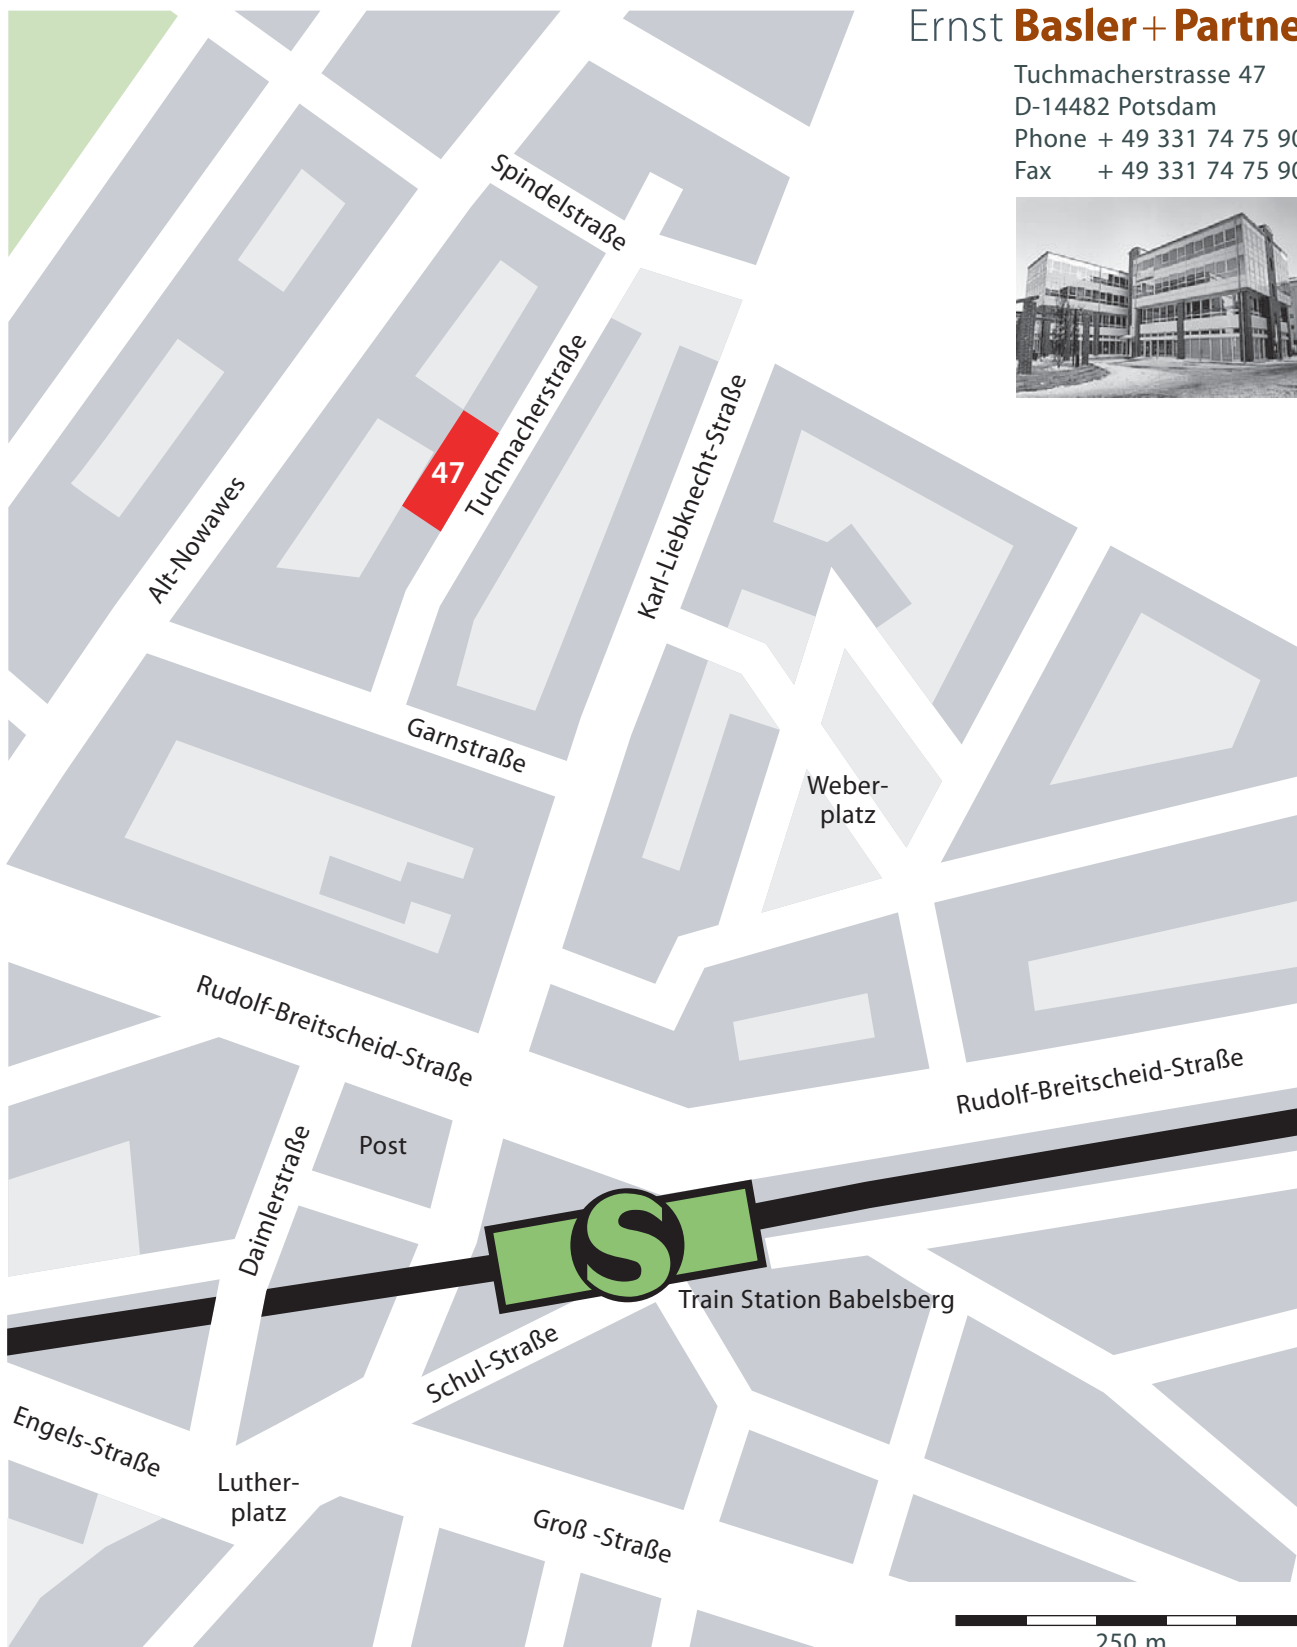 Ernst Basler + Partne
Tuchmacherstrasse 47
D-14482 Potsdam
Phone + 49 331 74 75 90
Fax + 49 331 74 75 90
Spindelstraße
Tuchmacherstraße
47
Karl-Liebknecht-Straße
Alt-Nowawes
Garnstraße
Weber-
platz
Rudolf-Breitscheid-Straße
Rudolf-Breitscheid-Straße
Post
Daimlerstraße
S
Train Station Babelsberg
Schul-Straße
Engels-Straße
Luther-
platz
Groß -Straße
250 m